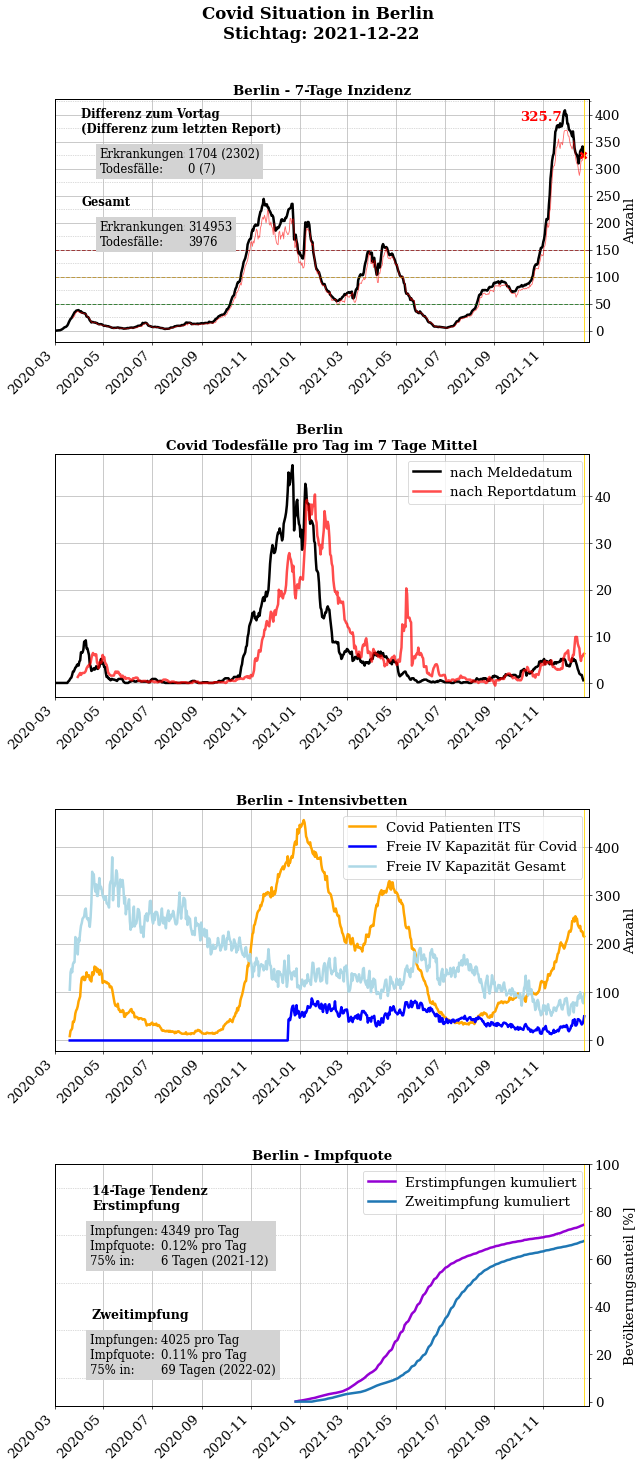 Covid Situation in Berlin
Stichtag: 2021-12-22
Berlin - 7-Tage Inzidenz
Differenz zum Vortag
(Differenz zum letzten Report)
Erkrankungen 1704 (2302)
Todesfälle: 0 (7)
Gesamt
Erkrankungen 314953
Todesfälle: 3976
325.7
400
350
300
250
200
150
100
50
0
Anzahl
2020-03
2020-05
2020-07
2020-09
2020-11
2021-01
2021-03
2021-05
2021-07
2021-09
2021-11
Berlin
Covid Todesfälle pro Tag im 7 Tage Mittel
nach Meldedatum
nach Reportdatum
40
30
20
10
0
2020-03
2020-05
2020-07
2020-09
2020-11
2021-01
2021-03
2021-05
2021-07
2021-09
2021-11
Berlin - Intensivbetten
Covid Patienten ITS
Freie IV Kapazität für Covid
Freie IV Kapazität Gesamt
400
300
200
100
0
Anzahl
2020-03
2020-05
2020-07
2020-09
2020-11
2021-01
2021-03
2021-05
2021-07
2021-09
2021-11
Berlin - Impfquote
14-Tage Tendenz
Erstimpfung
Impfungen: 4349 pro Tag
Impfquote: 0.12% pro Tag
75% in: 6 Tagen (2021-12)
Zweitimpfung
Impfungen: 4025 pro Tag
Impfquote: 0.11% pro Tag
75% in: 69 Tagen (2022-02)
Erstimpfungen kumuliert
Zweitimpfung kumuliert
100
80
60
40
20
0
Bevölkerungsanteil [%]
2020-03
2020-05
2020-07
2020-09
2020-11
2021-01
2021-03
2021-05
2021-07
2021-09
2021-11